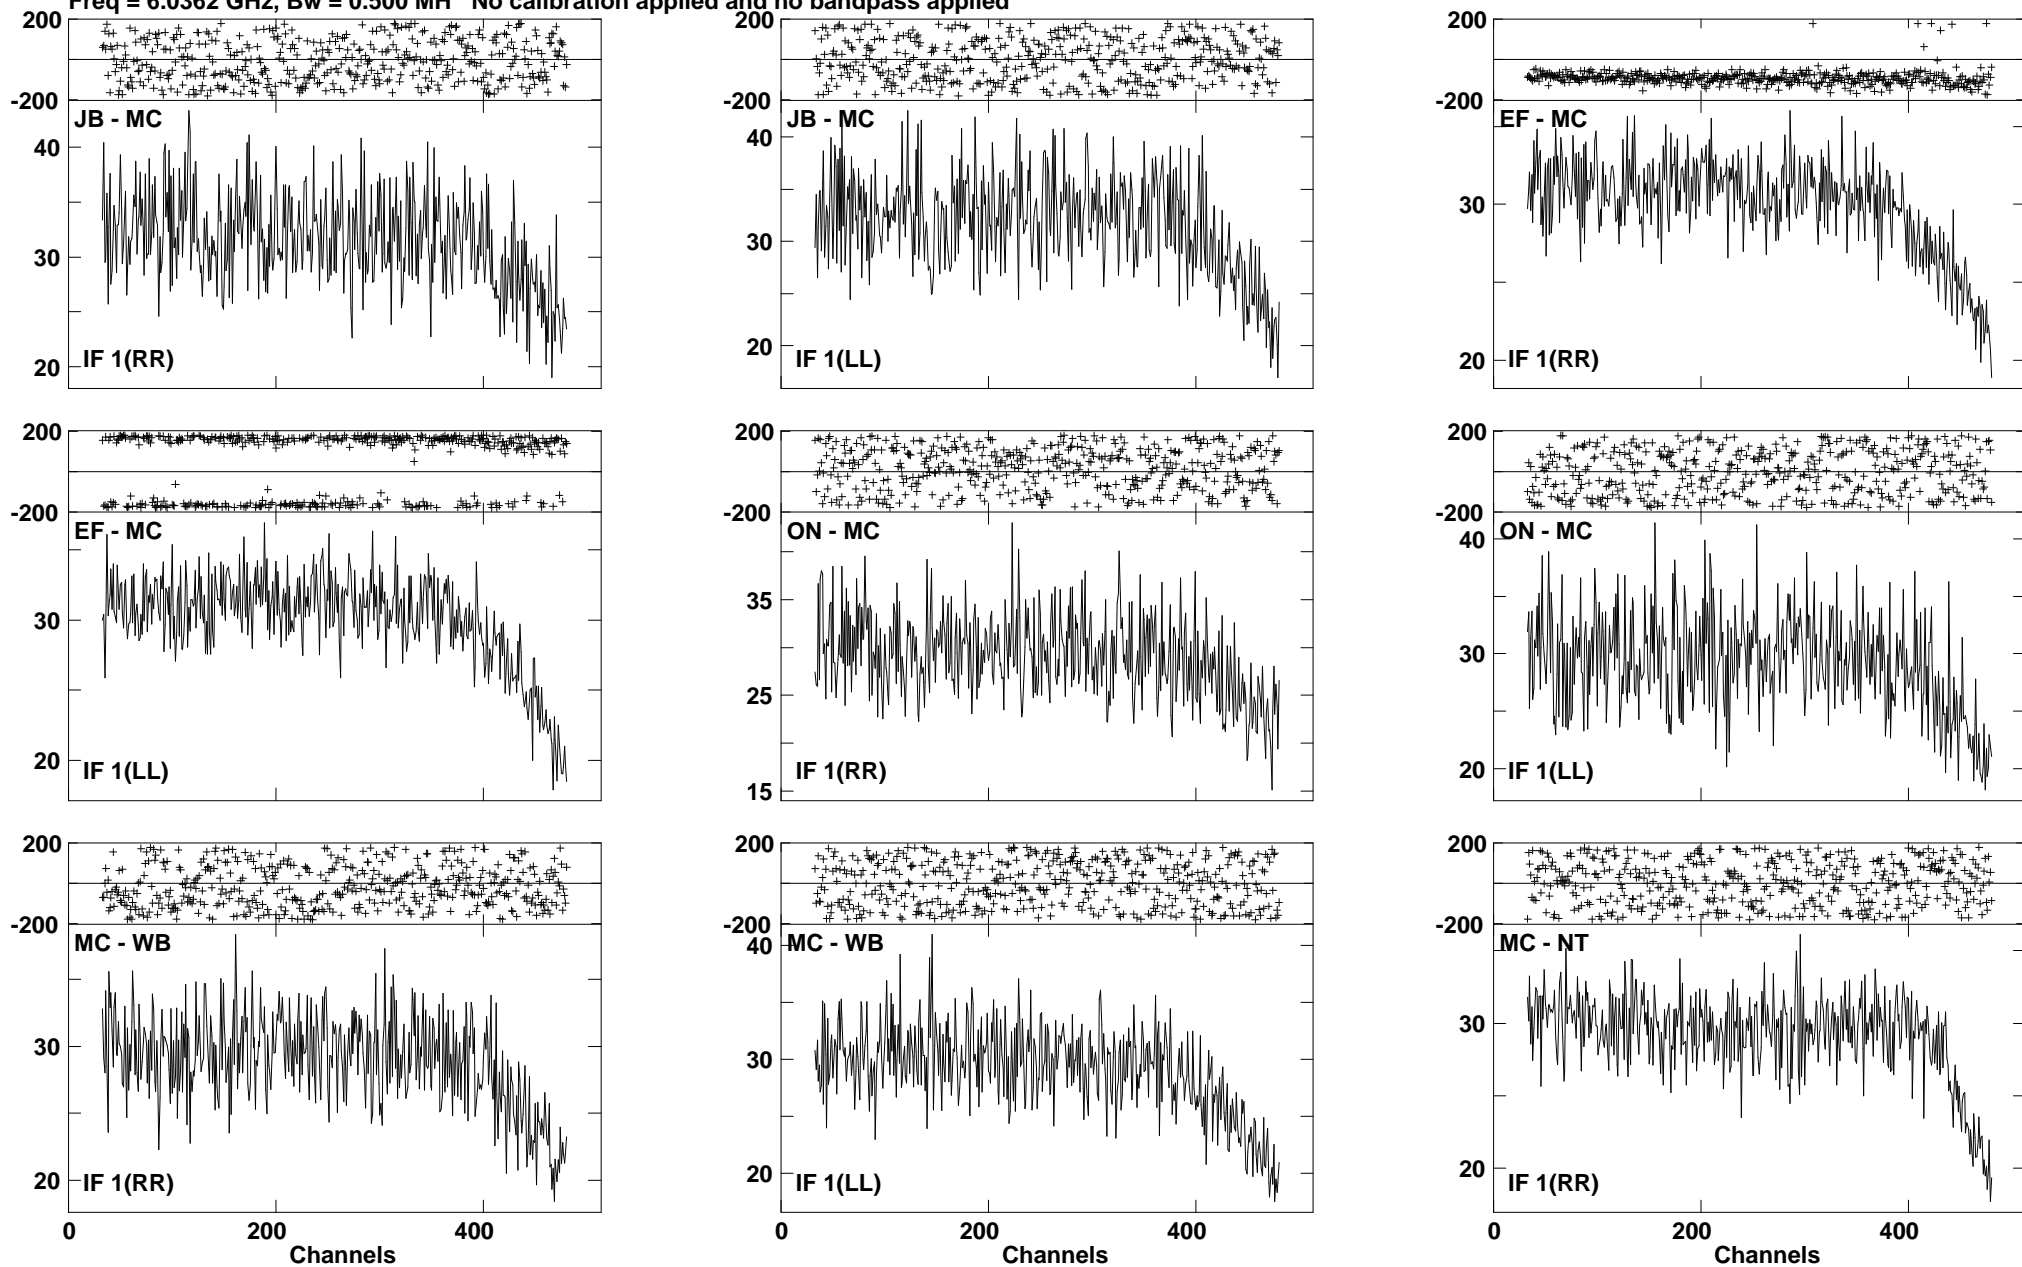 Freq = 6.0362 GHz, Bw = 0.500 MH No calibration applied and no bandpass applied
200
-200
JB - MC
40
30
20
IF 1(RR)
200
-200
JB - MC
40
30
20
IF 1(LL)
200
-200
EF - MC
30
20
IF 1(RR)
200
-200
EF - MC
30
20
IF 1(LL)
200
-200
ON - MC
35
25
15
IF 1(RR)
200
-200
ON - MC
40
30
20
IF 1(LL)
200
-200
MC - WB
30
20
IF 1(RR)
0 200 400
Channels
200
-200
MC - WB
40
30
20
IF 1(LL)
0 200 400
Channels
200
-200
MC - NT
30
20
IF 1(RR)
0 200 400
Channels